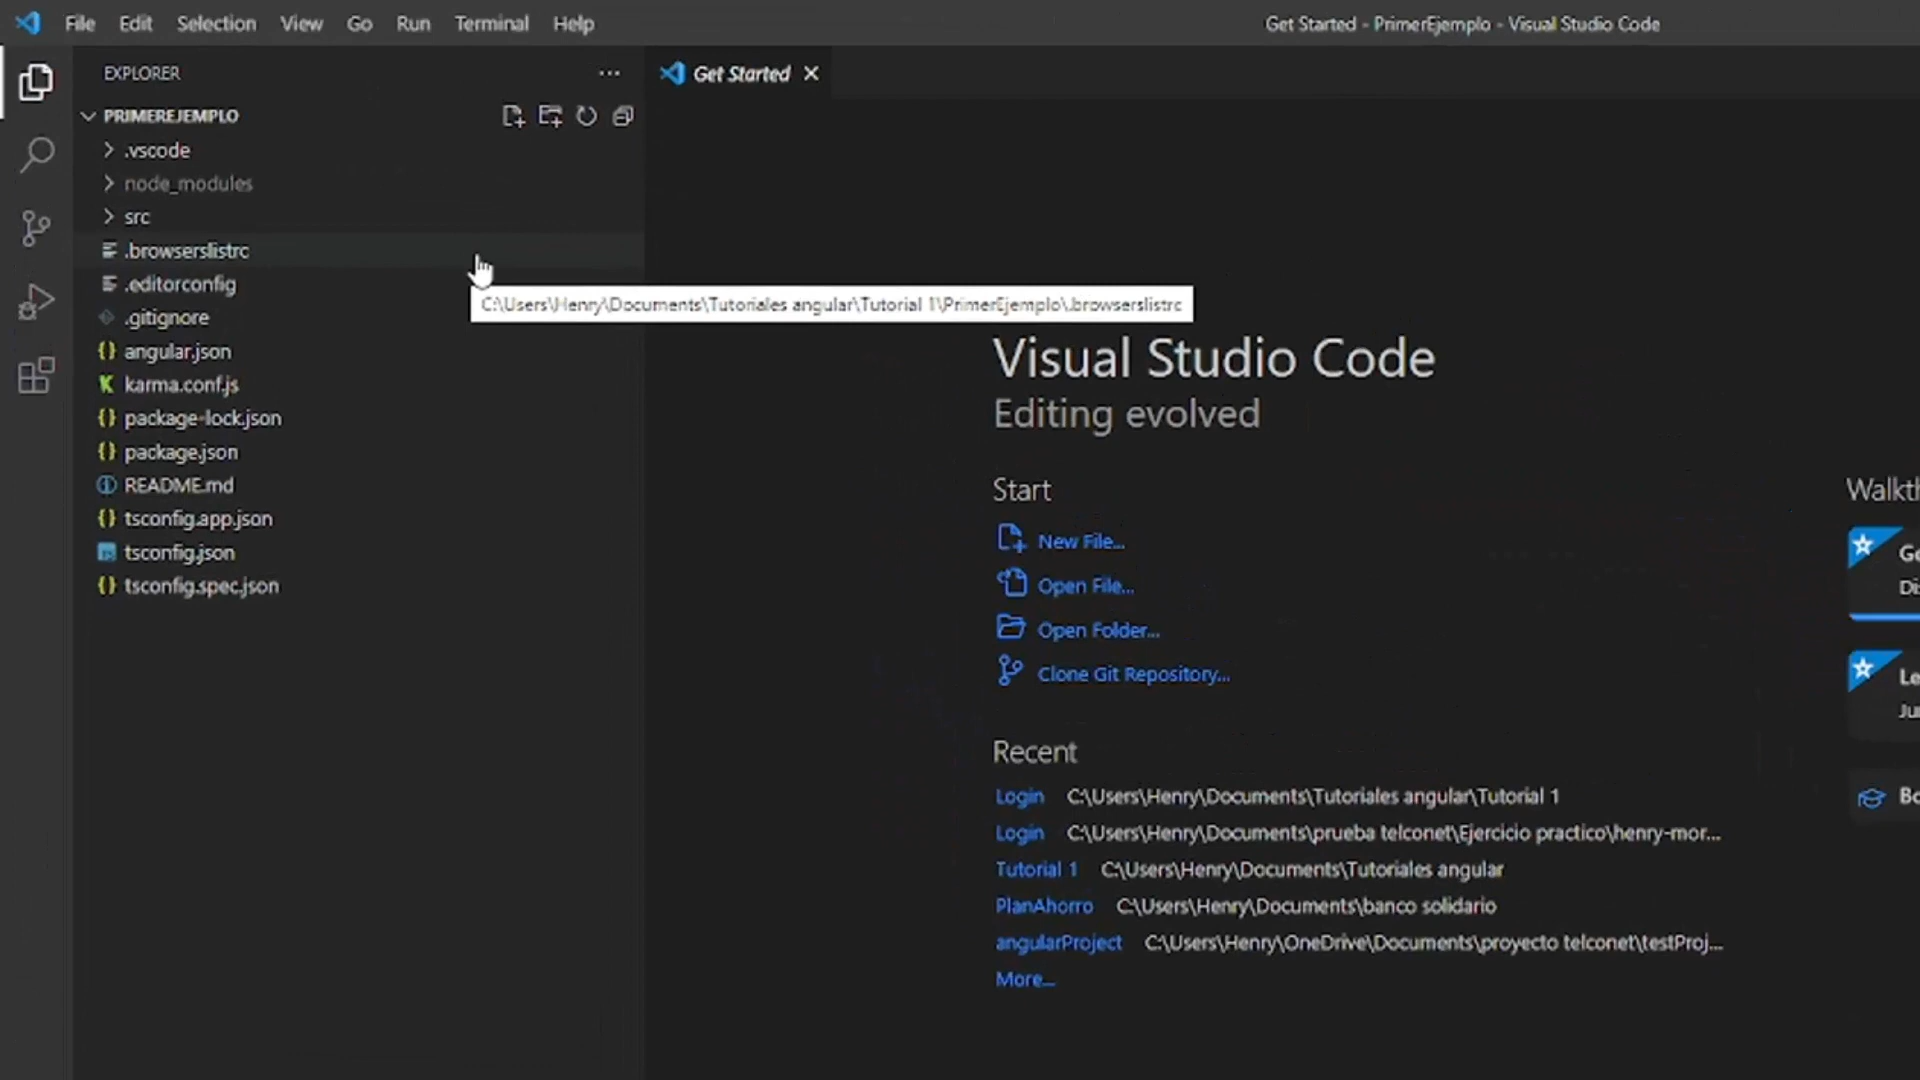 File Edit Selection View Go Run Terminal Help
Get Started - PrimerEjemplo - Visual Studio Code
EXPLORER
Get Started
PRIMEREJEMPLO
.vscode
node_modules
src
.browserslistrc
.editorconfig
C:\Users\Henry\Documents\Tutoriales angular\Tutorial 1\PrimerEjemplo\.browserslistrc
.gitignore
angular.json
karma.conf.js
package-lock.json
package.json
README.md
tsconfig.app.json
tsconfig.json
tsconfig.spec.json
Visual Studio Code
Editing evolved
Start
New File...
Open File...
Open Folder...
Clone Git Repository...
Recent
Login C:\Users\Henry\Documents\Tutoriales angular\Tutorial 1
Login C:\Users\Henry\Documents\prueba telconet\Ejercicio practico\henry-mor...
Tutorial 1 C:\Users\Henry\Documents\Tutoriales angular
PlanAhorro C:\Users\Henry\Documents\banco solidario
angularProject C:\Users\Henry\OneDrive\Documents\proyecto telconet\testProj...
More...